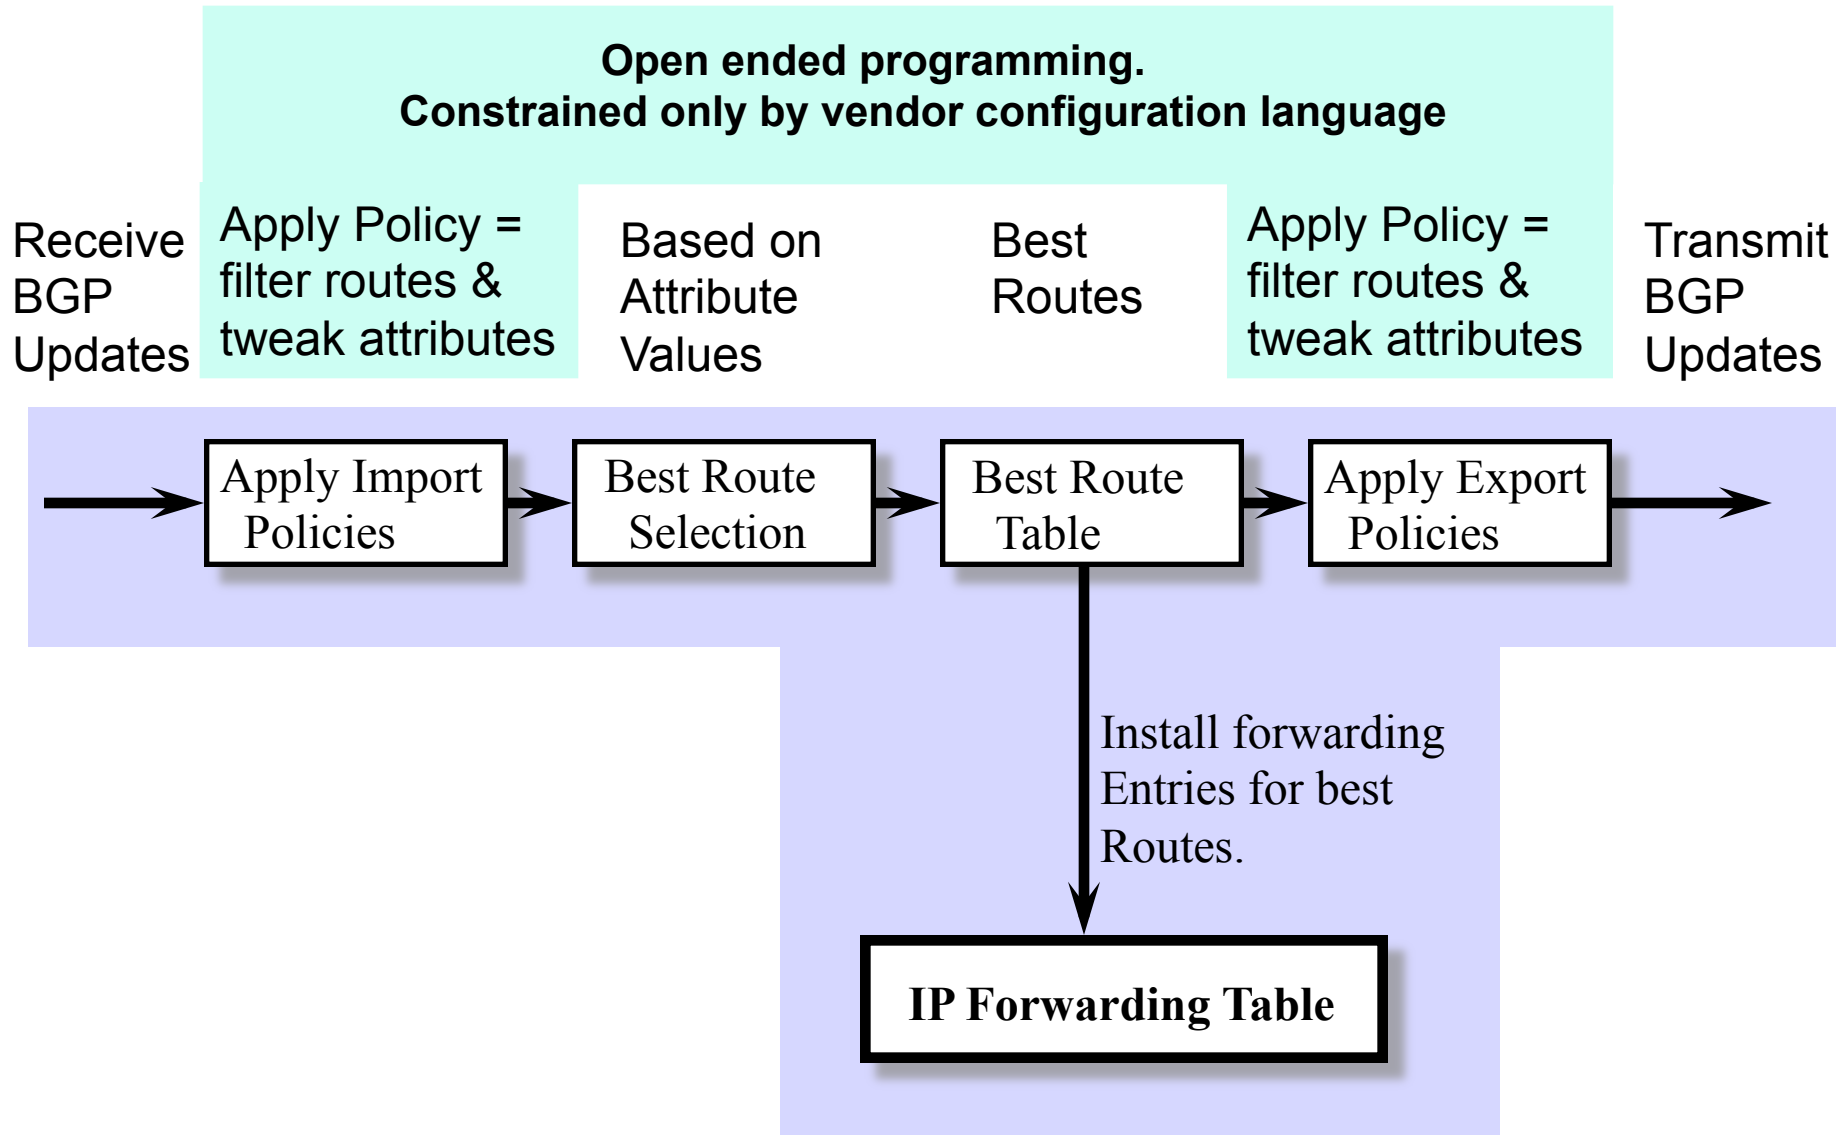 Open ended programming.
Constrained only by vendor configuration language
Receive
BGP
Updates
Apply Policy =
filter routes &
tweak attributes
Based on
Attribute
Values
Best
Routes
Apply Policy =
filter routes &
tweak attributes
Transmit
BGP
Updates
Apply Import
Policies
Best Route
Selection
Best Route
Table
Apply Export
Policies
Install forwarding
Entries for best
Routes.
IP Forwarding Table